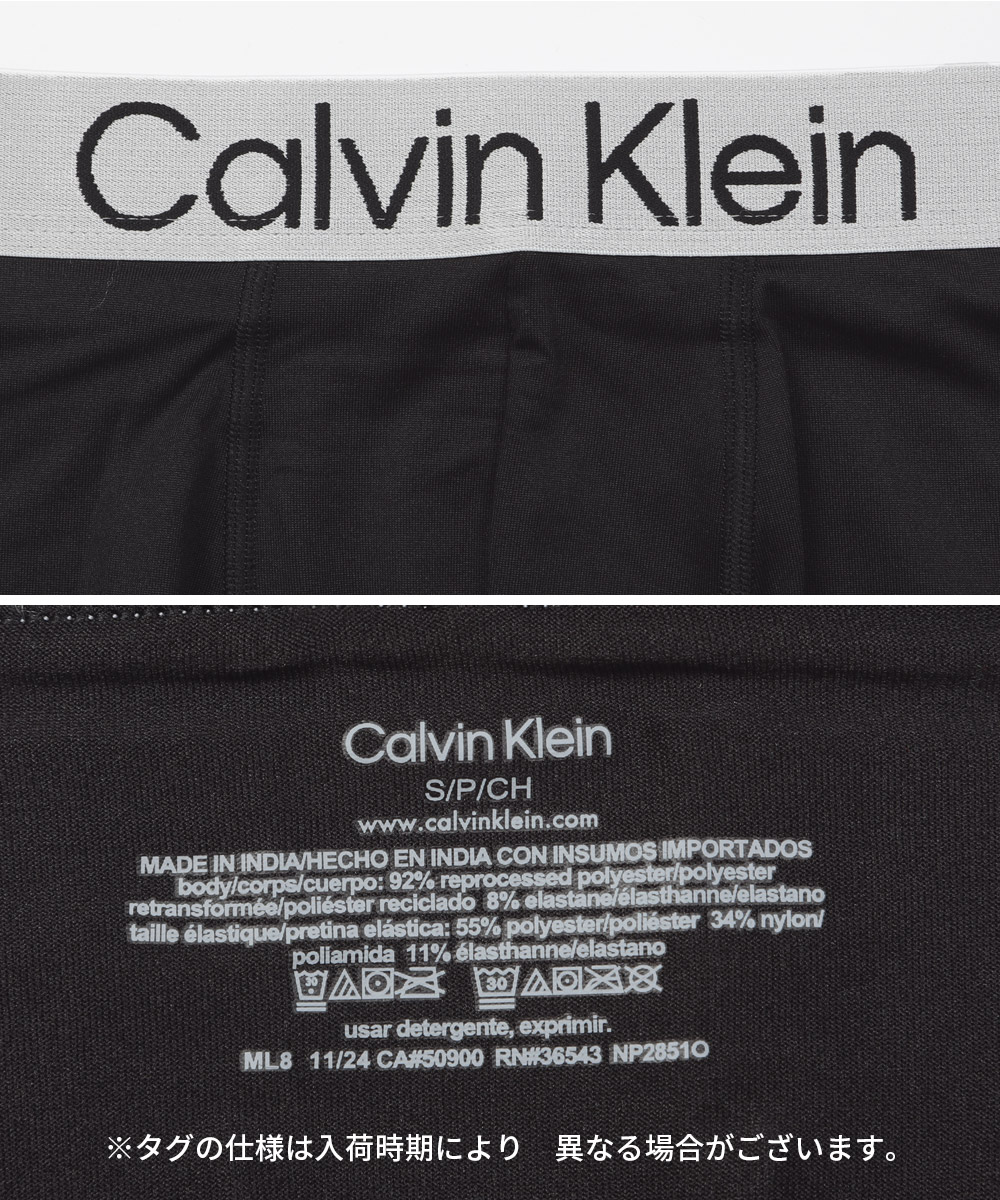 Calvin Klein
Calvin Klein
S/P/CH
www.calvinklein.com
MADE IN INDIA/HECHO EN INDIA CON INSUMOS IMPORTADOS
body/corps/cuerpo: 92% reprocessed polyester/polyester
retransformée/poliéster reciclado 8% elastane/élasthanne/elastano
taille élastique/pretina elástica: 55% polyester/poliéster 34% nylon/
poliamida 11% élasthanne/elastano
30 30
usar detergente, exprimir.
ML8 11/24 CA#50900 RN#36543 NP2851O
※タグの仕様は入荷時期により 異なる場合がございます。